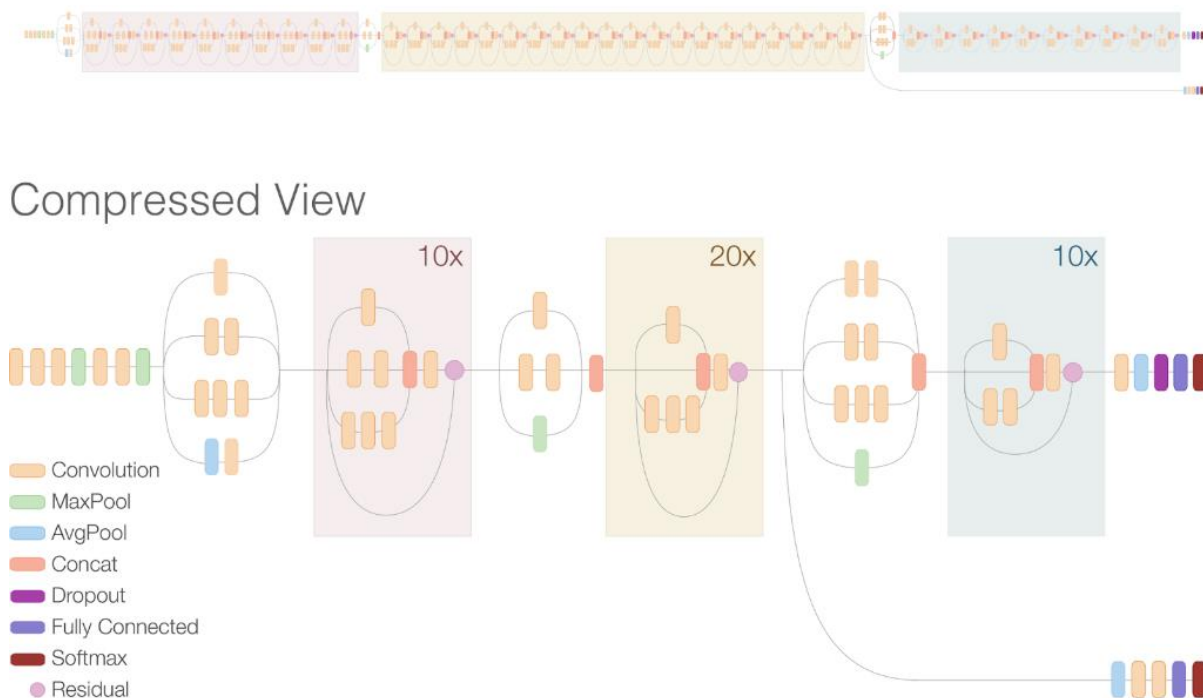 Compressed View
10x
20x
10x
Convolution
MaxPool
AvgPool
Concat
Dropout
Fully Connected
Softmax
Residual